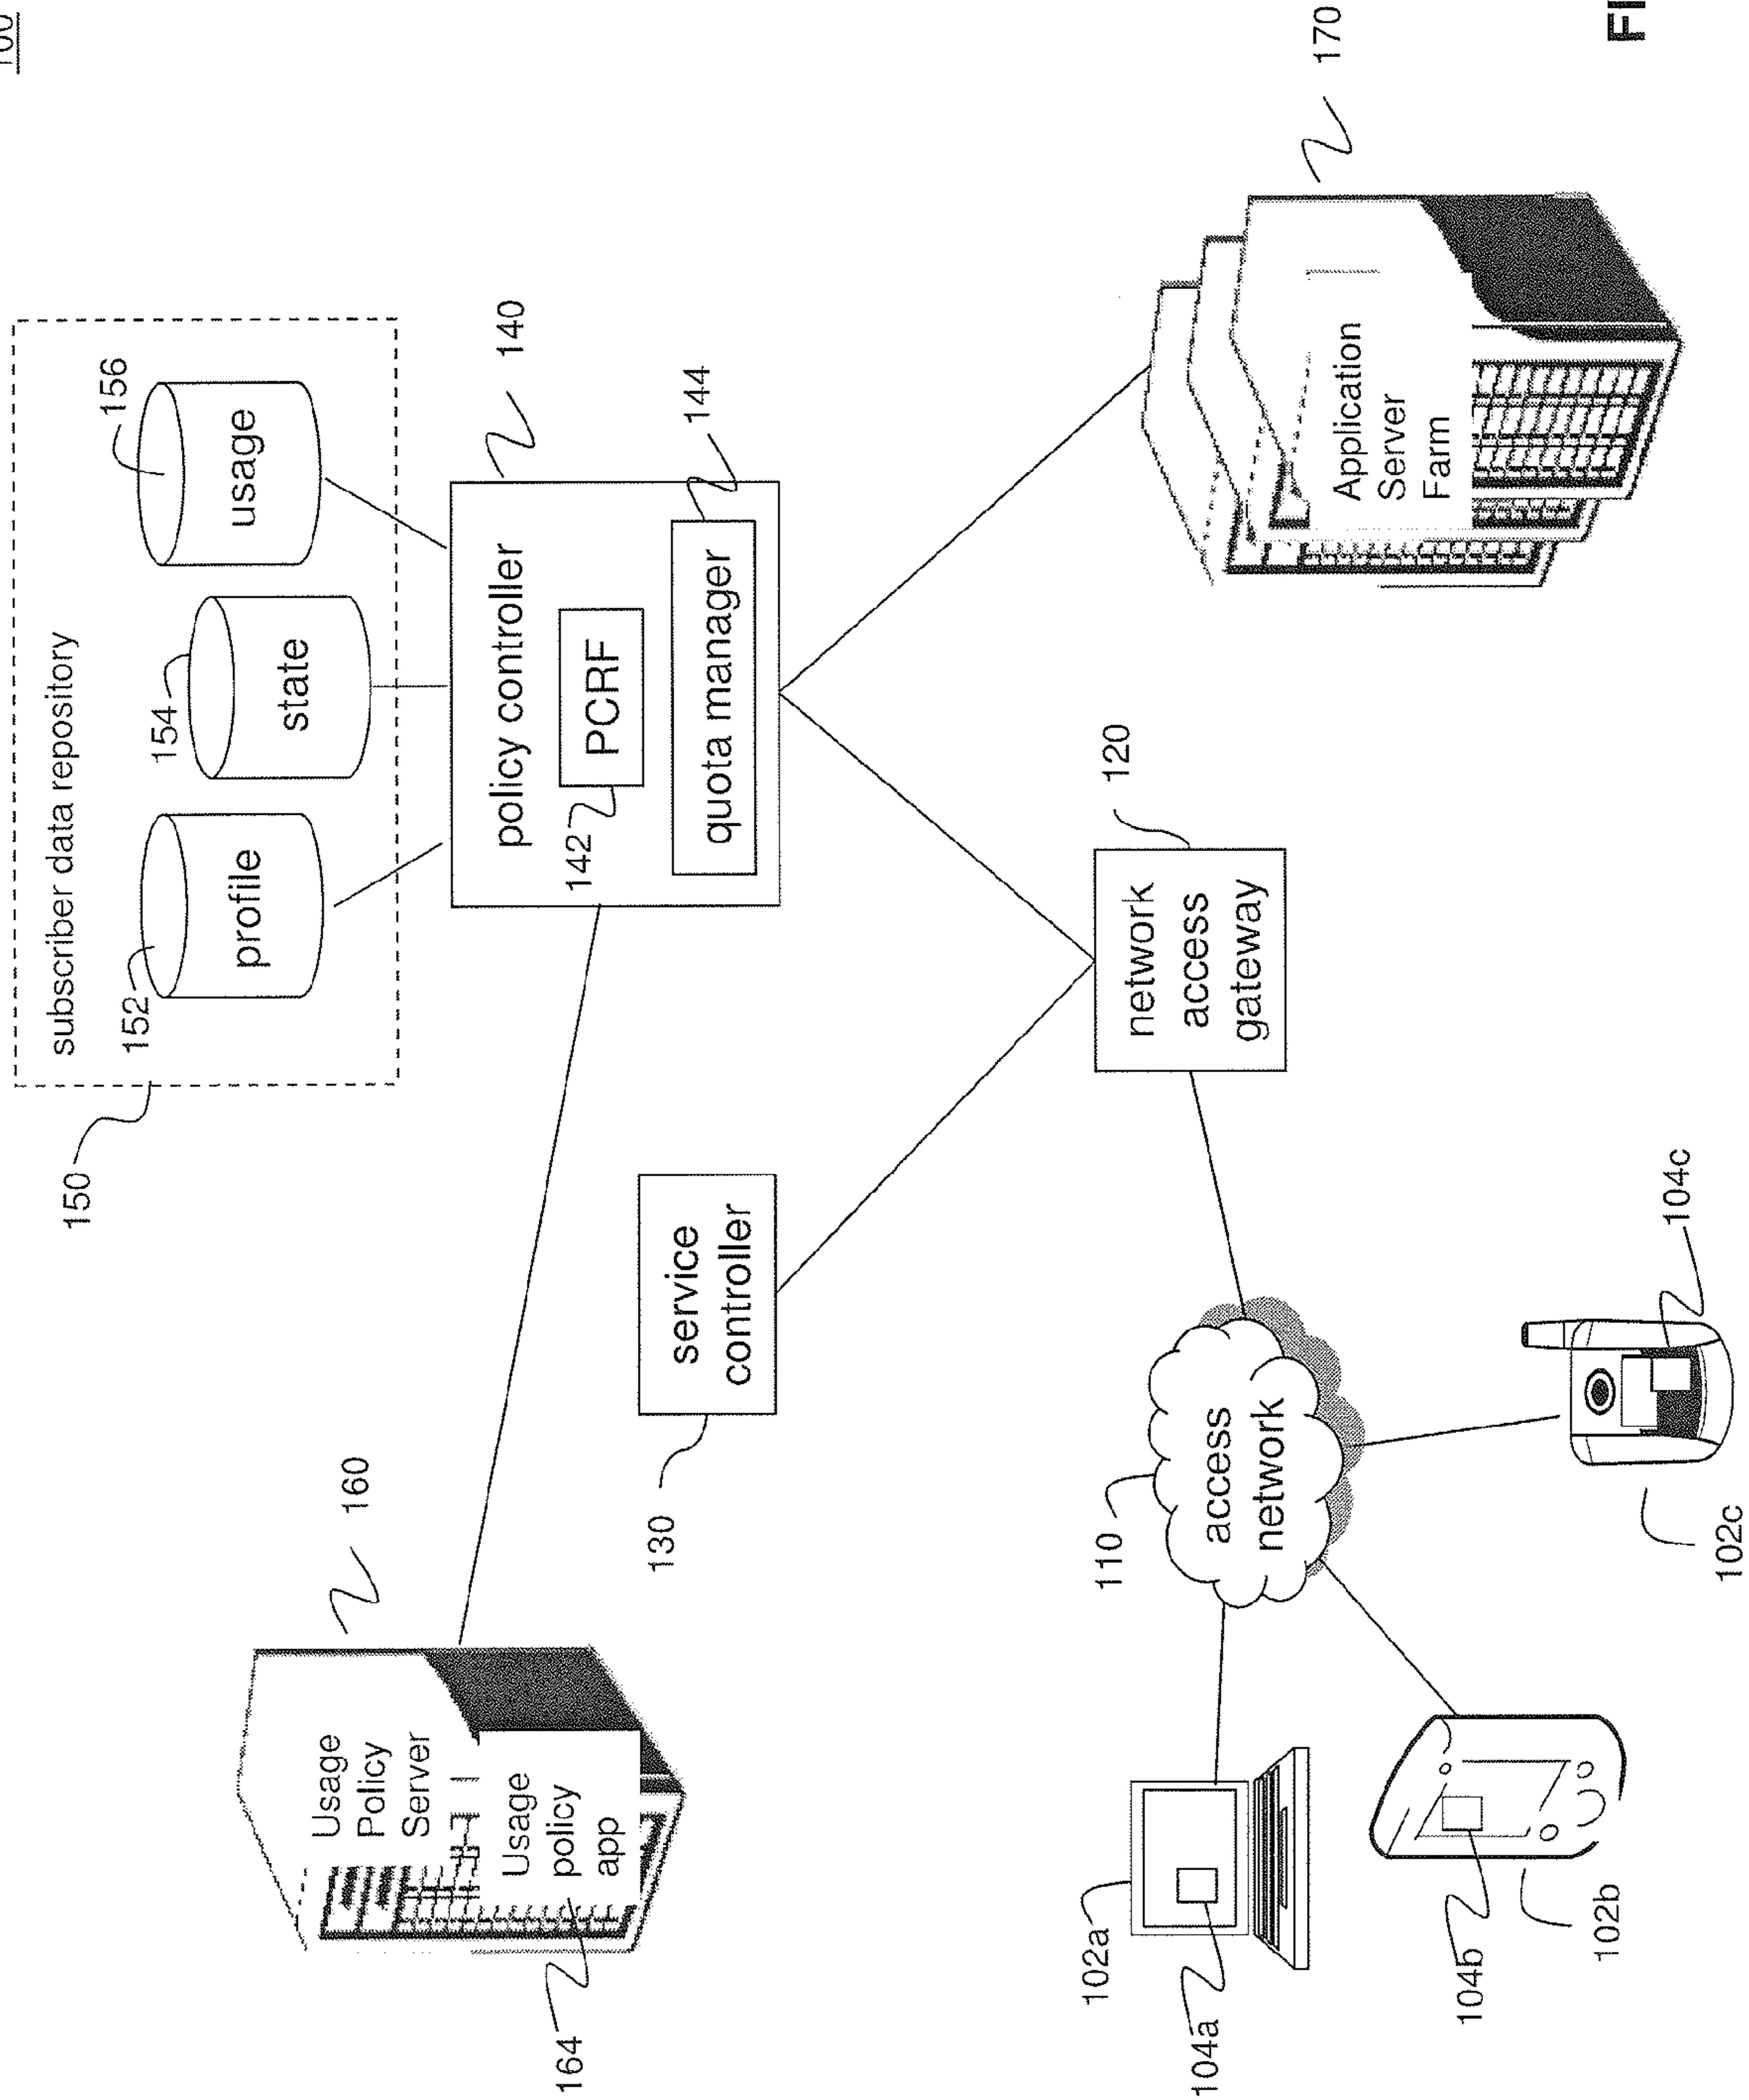 150
subscriber data repository
152
profile
154
state
156
usage
160
Usage
Policy
Server
Usage
policy
app
164
140
policy controller
142
PCRF
144
quota manager
130
service
controller
102a
104a
110
access
network
120
network
access
gateway
170
Application
Server
Farm
104b
102b
104c
102c
FI